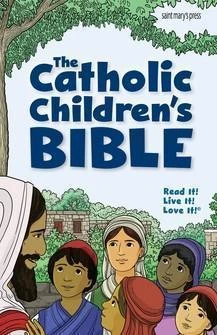 saint mary's press
The
Catholic
Children's
BIBLE
Read It!
Live It!
Love It!®